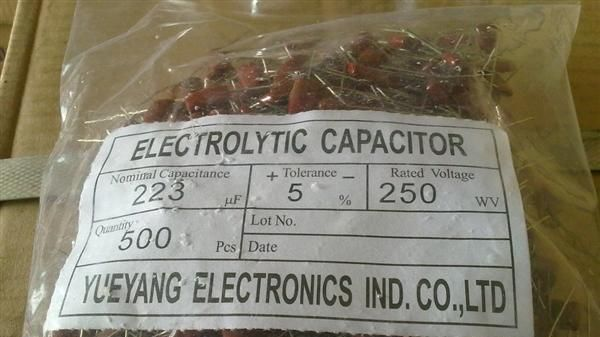 ELECTROLYTIC CAPACITOR
Nominal Capacitance + Tolerance − Rated Voltage
223 μF 5 % 250 WV
Quantity Lot No.
500 Pcs Date
YUEYANG ELECTRONICS IND. CO.,LTD